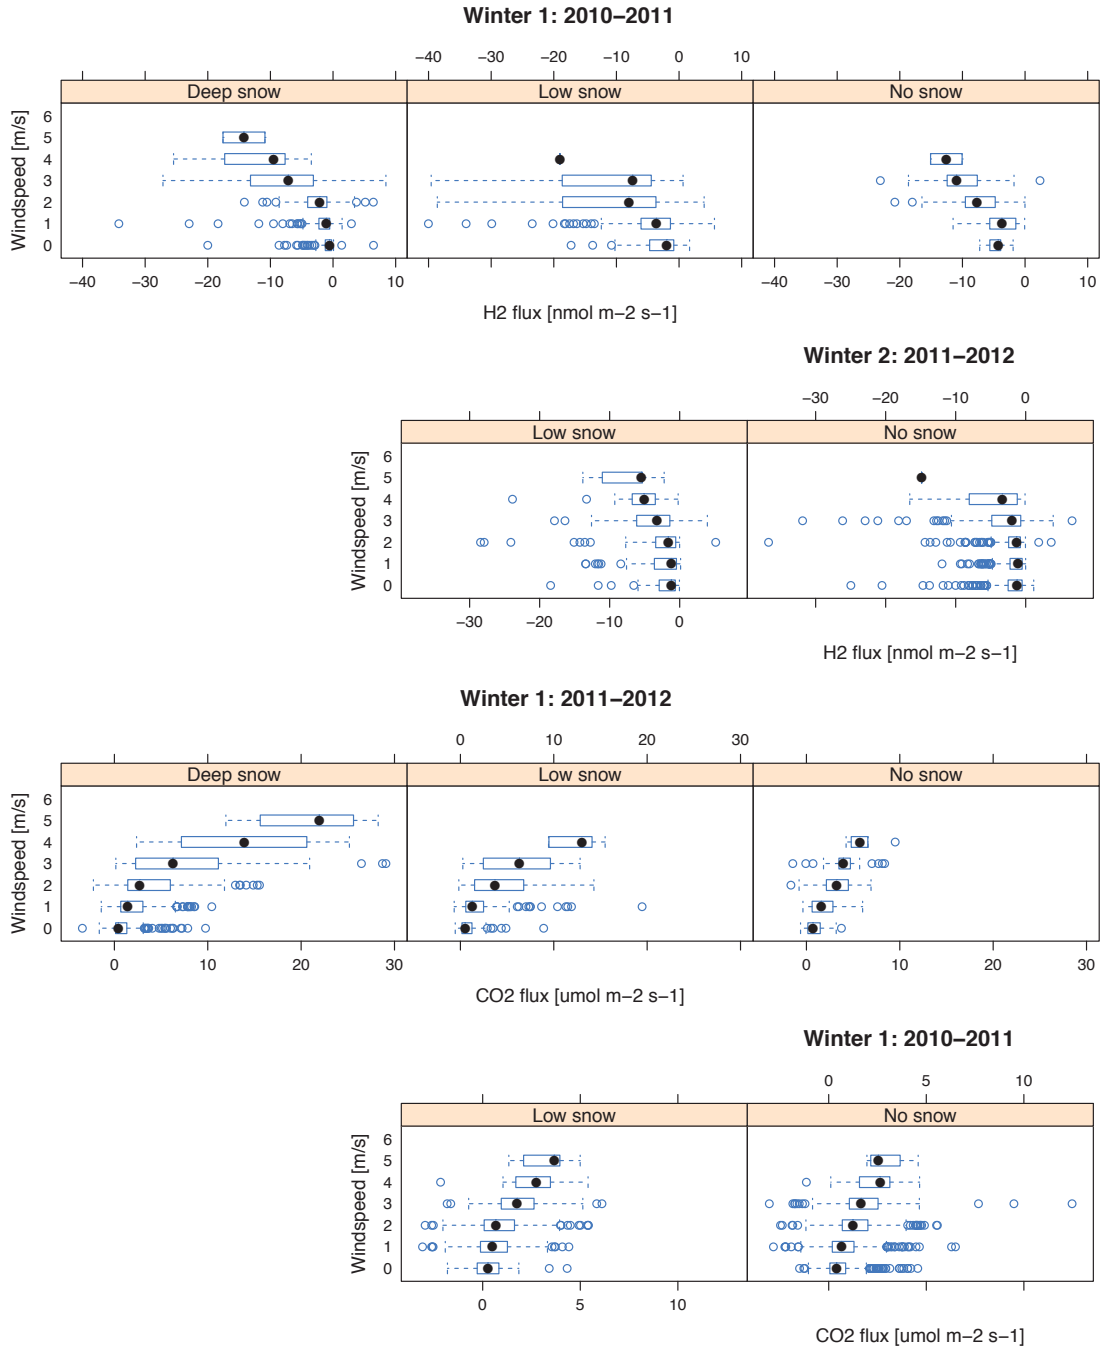 Winter 1: 2010–2011
−40 −30 −20 −10 0 10
Deep snow Low snow No snow
Windspeed [m/s]
6
5
4
3
2
1
0
−40 −30 −20 −10 0 10 −40 −30 −20 −10 0 10
H2 flux [nmol m−2 s−1]
Winter 2: 2011–2012
−30 −20 −10 0
Low snow No snow
Windspeed [m/s]
6
5
4
3
2
1
0
−30 −20 −10 0
H2 flux [nmol m−2 s−1]
Winter 1: 2011–2012
0 10 20 30
Deep snow Low snow No snow
Windspeed [m/s]
6
5
4
3
2
1
0
0 10 20 30 0 10 20 30
CO2 flux [umol m−2 s−1]
Winter 1: 2010–2011
0 5 10
Low snow No snow
Windspeed [m/s]
6
5
4
3
2
1
0
0 5 10
CO2 flux [umol m−2 s−1]